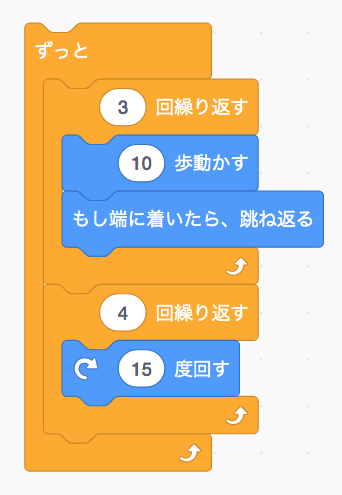 ずっと
3 回繰り返す
10 歩動かす
もし端に着いたら、跳ね返る
4 回繰り返す
15 度回す